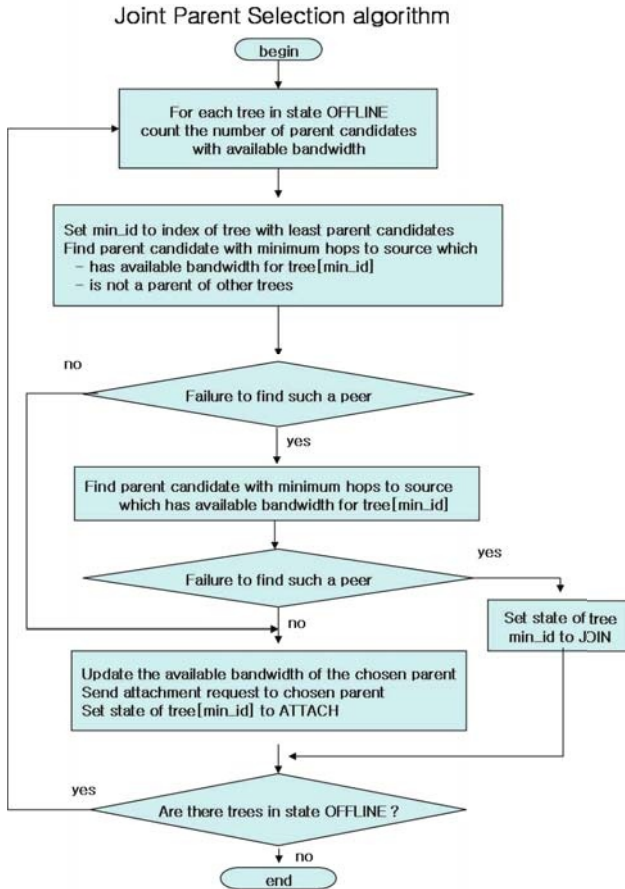 Joint Parent Selection algorithm
begin
For each tree in state OFFLINE
count the number of parent candidates
with available bandwidth
Set min_id to index of tree with least parent candidates
Find parent candidate with minimum hops to source which
- has available bandwidth for tree[min_id]
- is not a parent of other trees
no
Failure to find such a peer
yes
Find parent candidate with minimum hops to source
which has available bandwidth for tree[min_id]
yes
Failure to find such a peer
no
Set state of tree
min_id to JOIN
Update the available bandwidth of the chosen parent
Send attachment request to chosen parent
Set state of tree[min_id] to ATTACH
yes
Are there trees in state OFFLINE ?
no
end